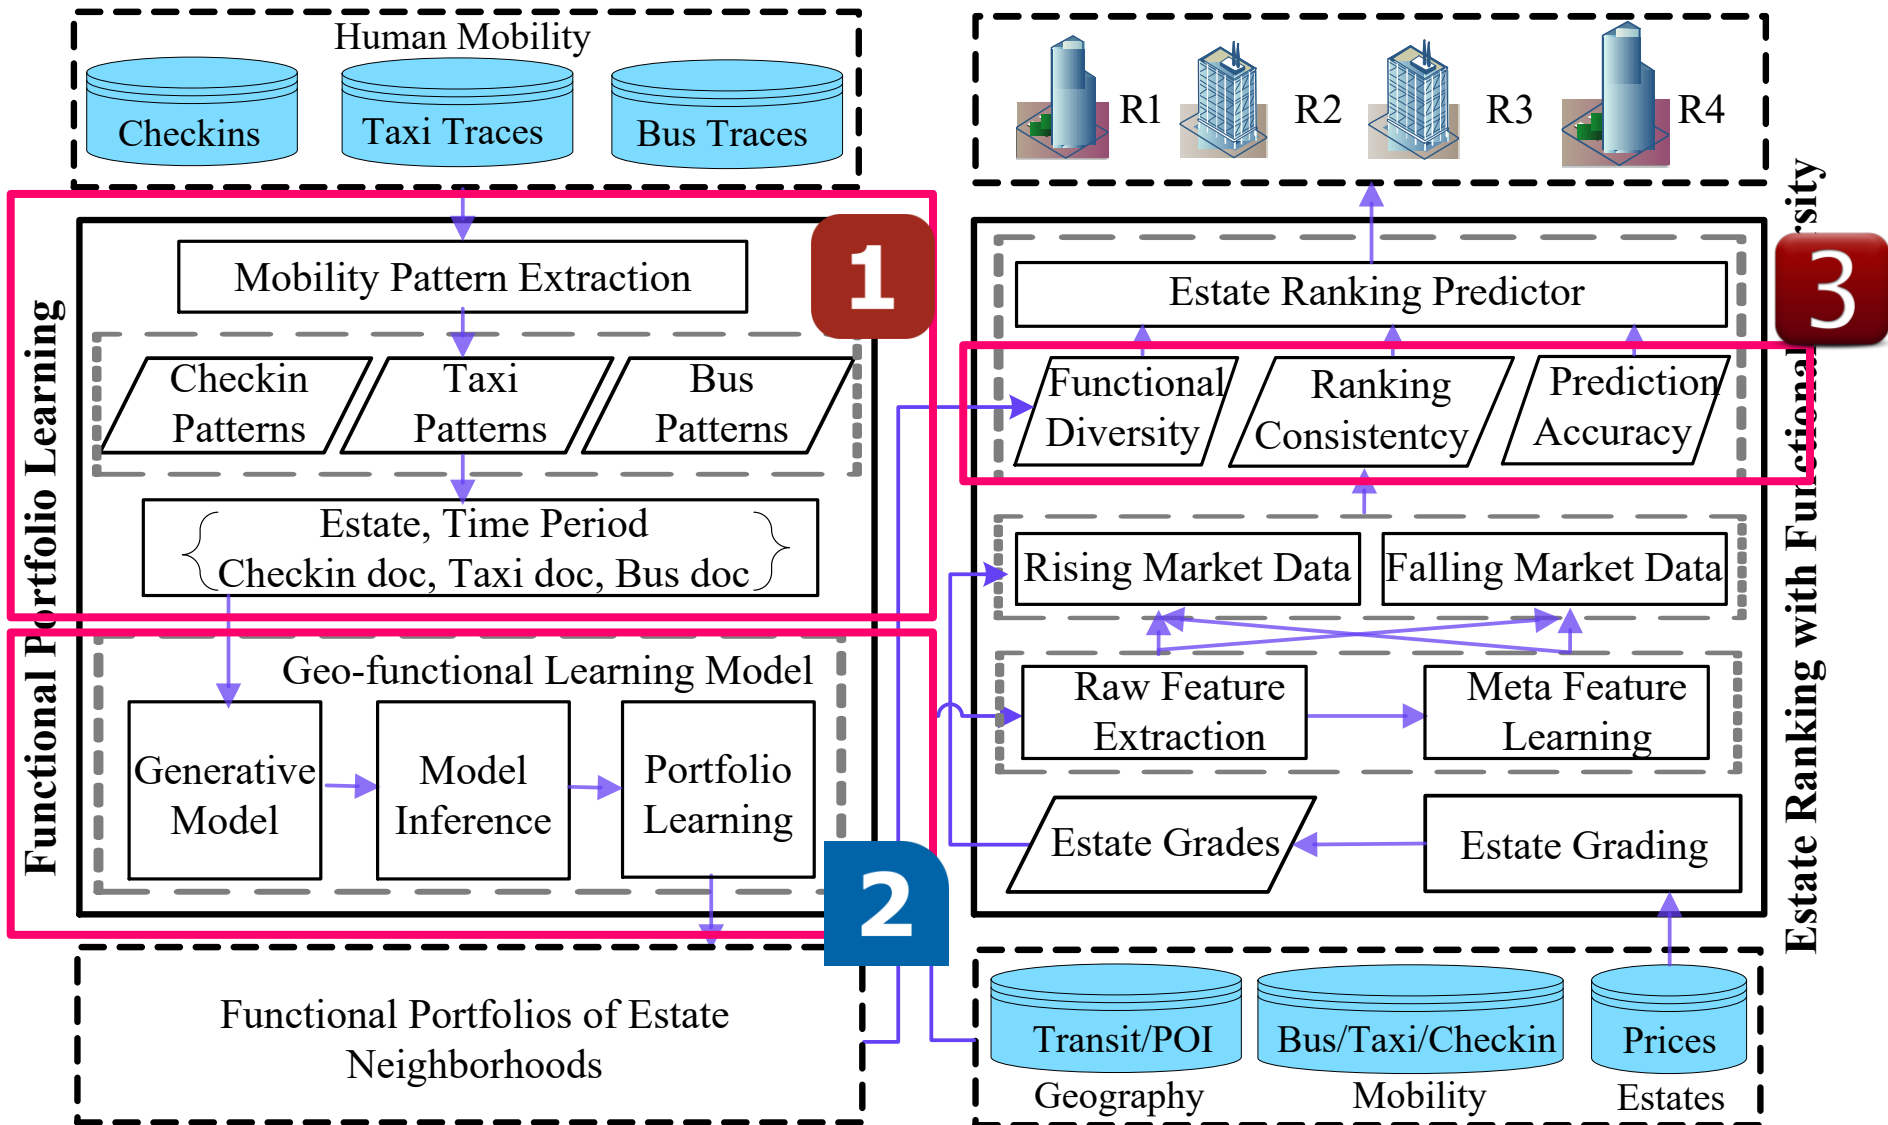 Human Mobility
Checkins
Taxi Traces
Bus Traces
Functional Portfolio Learning
1
Mobility Pattern Extraction
Checkin
Patterns
Taxi
Patterns
Bus
Patterns
Estate, Time Period
Checkin doc, Taxi doc, Bus doc
Geo-functional Learning Model
Generative
Model
Model
Inference
Portfolio
Learning
2
Functional Portfolios of Estate
Neighborhoods
R1
R2
R3
R4
3
Estate Ranking Predictor
Functional
Diversity
Ranking
Consistentcy
Prediction
Accuracy
Rising Market Data
Falling Market Data
Raw Feature
Extraction
Meta Feature
Learning
Estate Grades
Estate Grading
Estate Ranking with Functional
Transit/POI
Bus/Taxi/Checkin
Prices
Geography
Mobility
Estates